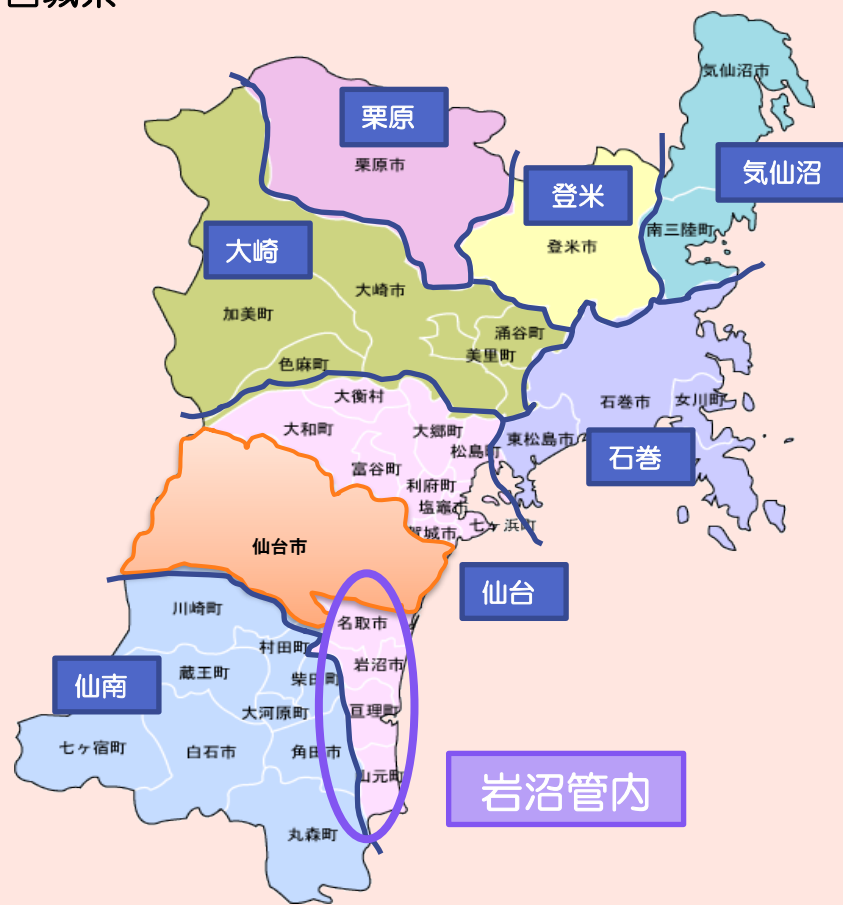 宮城県
気仙沼市
栗原
栗原市
気仙沼
登米
登米市
南三陸町
大崎
大崎市
加美町
涌谷町
美里町
色麻町
大衡村
石巻市
女川町
大和町
大郷町
東松島市
松島町
石巻
富谷町
利府町
塩竈市
七ヶ浜町
賀城市
仙台市
仙台
川崎町
名取市
村田町
岩沼市
蔵王町
柴田町
仙南
大河原町
亘理町
七ヶ宿町
白石市
角田市
山元町
岩沼管内
丸森町